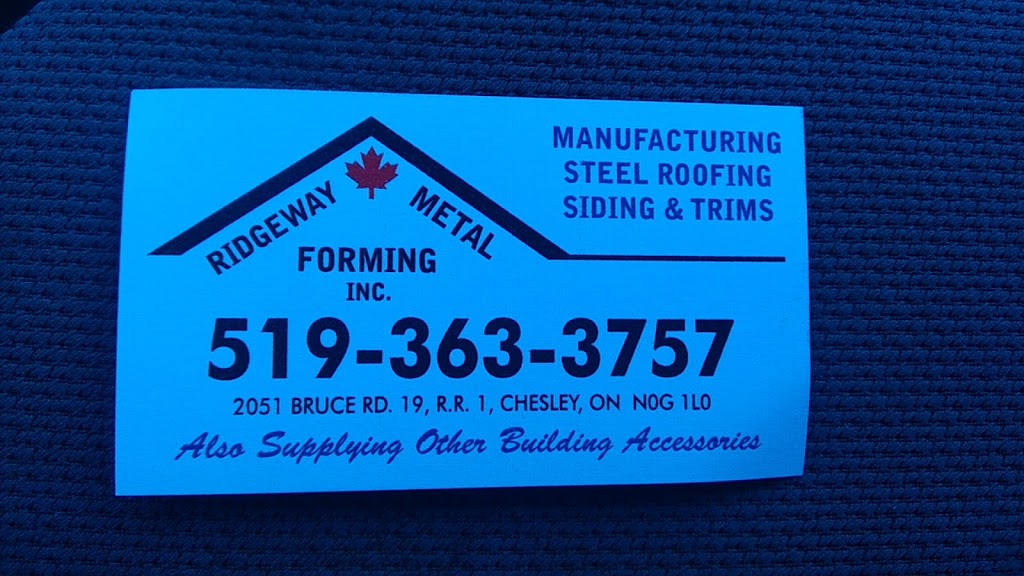 MANUFACTURING
STEEL ROOFING
SIDING & TRIMS
RIDGEWAY METAL
FORMING
INC.
519-363-3757
2051 BRUCE RD. 19, R.R. 1, CHESLEY, ON N0G 1L0
Also Supplying Other Building Accessories